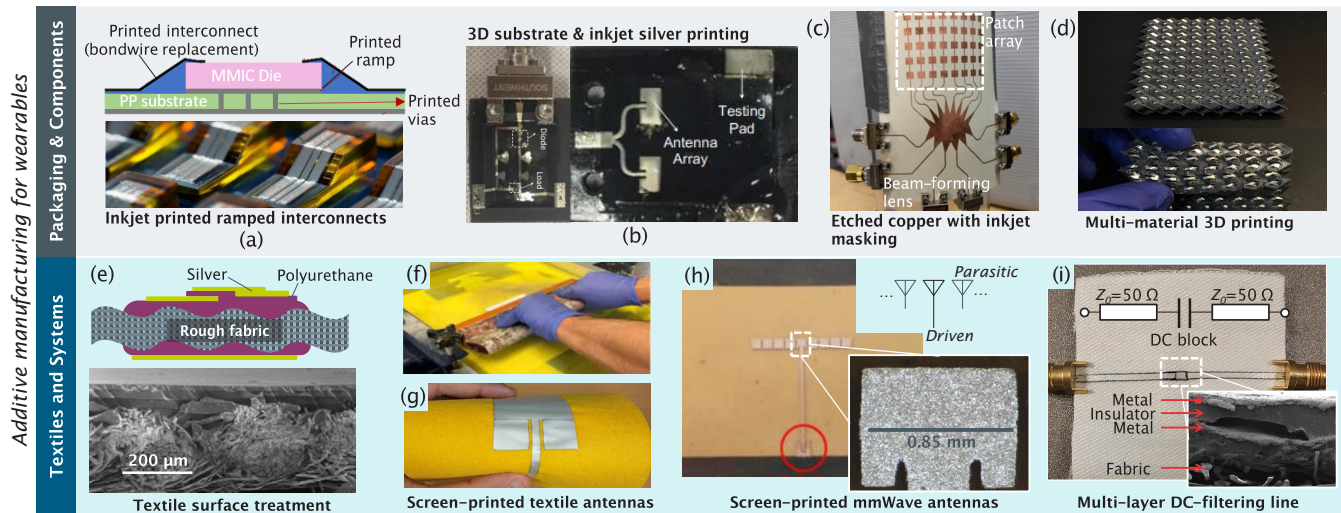 Additive manufacturing for wearables
Packaging & Components
Printed interconnect
(bondwire replacement)
Printed
ramp
MMIC Die
PP substrate
Printed
vias
Inkjet printed ramped interconnects
(a)
3D substrate & inkjet silver printing
SOUTHWEST
Diode
Load
Antenna
Array
Testing
Pad
(b)
(c)
Patch
array
Beam-forming
lens
Etched copper with inkjet
masking
(d)
Multi-material 3D printing
Textiles and Systems
(e)
Silver
Polyurethane
Rough fabric
200 µm
Textile surface treatment
(f)
(g)
Screen-printed textile antennas
(h)
Parasitic
... ...
Driven
0.85 mm
Screen-printed mmWave antennas
(i)
Z0=50 Ω Z0=50 Ω
DC block
Metal
Insulator
Metal
Fabric
Multi-layer DC-filtering line